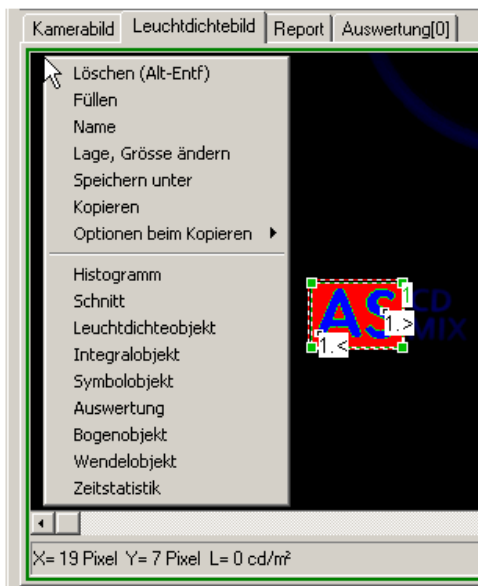 Kamerabild Leuchtdichtebild Report Auswertung[0]
Löschen (Alt-Entf)
Füllen
Name
Lage, Grösse ändern
Speichern unter
Kopieren
Optionen beim Kopieren
Histogramm
Schnitt
Leuchtdichteobjekt
Integralobjekt
Symbolobjekt
Auswertung
Bogenobjekt
Wendelobjekt
Zeitstatistik
AS 1 CD
1.< 1.> MIX
X= 19 Pixel Y= 7 Pixel L= 0 cd/m²